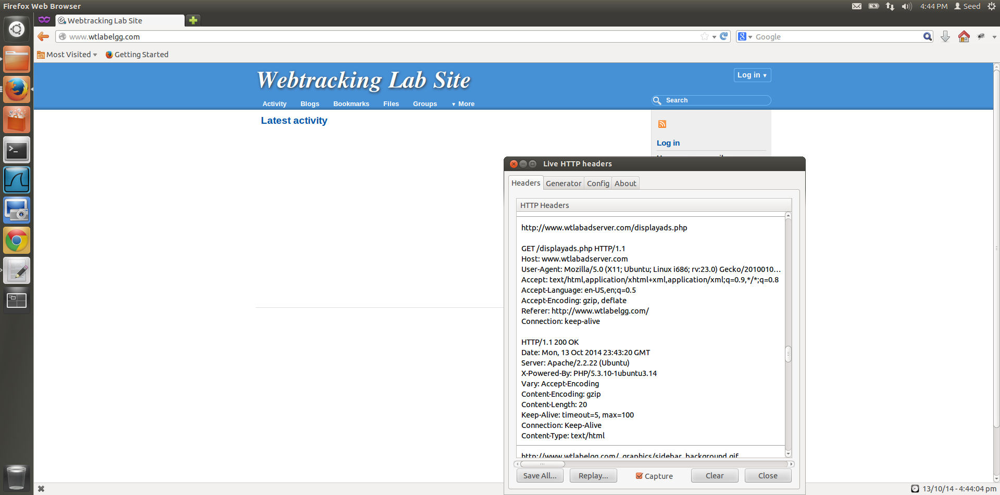 Firefox Web Browser
4:44 PM Seed
Webtracking Lab Site
www.wtlabelgg.com
Google
Most Visited Getting Started
Webtracking Lab Site
Log in ▾
Activity Blogs Bookmarks Files Groups ▼ More
Search
Latest activity
Log in
Live HTTP headers
Headers Generator Config About
HTTP Headers
http://www.wtlabadserver.com/displayads.php
GET /displayads.php HTTP/1.1
Host: www.wtlabadserver.com
User-Agent: Mozilla/5.0 (X11; Ubuntu; Linux i686; rv:23.0) Gecko/2010010...
Accept: text/html,application/xhtml+xml,application/xml;q=0.9,*/*;q=0.8
Accept-Language: en-US,en;q=0.5
Accept-Encoding: gzip, deflate
Referer: http://www.wtlabelgg.com/
Connection: keep-alive
HTTP/1.1 200 OK
Date: Mon, 13 Oct 2014 23:43:20 GMT
Server: Apache/2.2.22 (Ubuntu)
X-Powered-By: PHP/5.3.10-1ubuntu3.14
Vary: Accept-Encoding
Content-Encoding: gzip
Content-Length: 20
Keep-Alive: timeout=5, max=100
Connection: Keep-Alive
Content-Type: text/html
http://www.wtlabelgg.com/_graphics/sidebar_background.gif
Save All... Replay... Capture Clear Close
13/10/14 - 4:44:04 pm